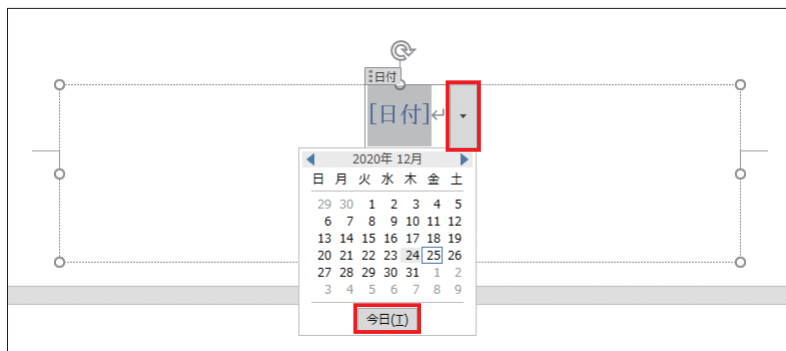 日付
[日付]↵
2020年 12月
日 月 火 水 木 金 土
29 30 1 2 3 4 5
6 7 8 9 10 11 12
13 14 15 16 17 18 19
20 21 22 23 24 25 26
27 28 29 30 31 1 2
3 4 5 6 7 8 9
今日(T)